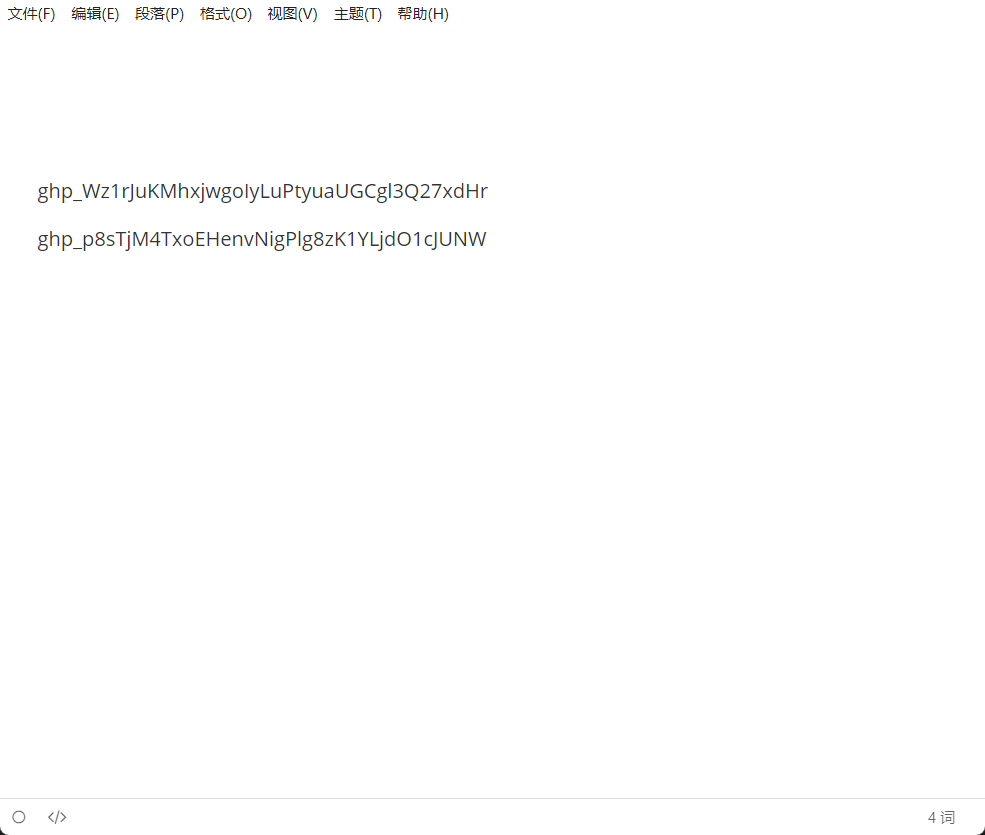 文件(F) 编辑(E) 段落(P) 格式(O) 视图(V) 主题(T) 帮助(H)
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
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
</> 4 词